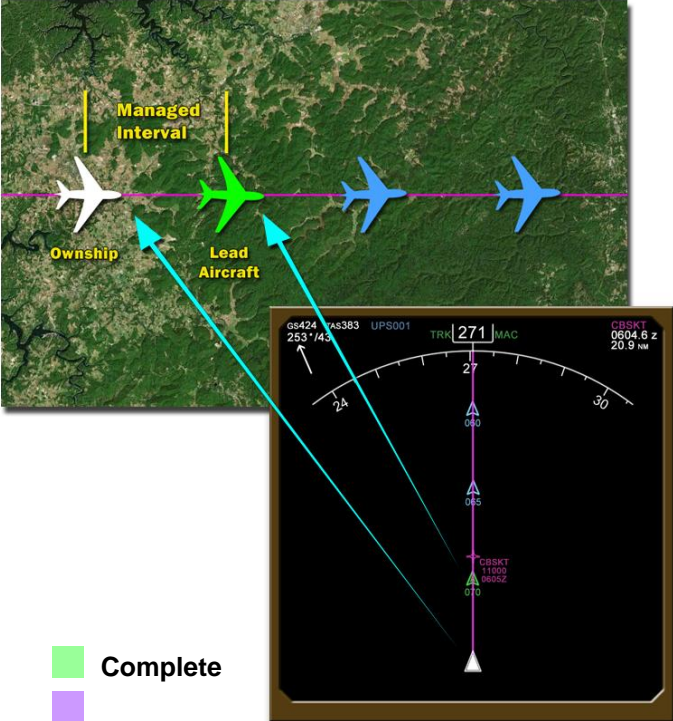 Managed
Interval
Ownship
Lead
Aircraft
GS424 TAS383 UPS001
253°/43
TRK 271 MAC
CBSKT
0604.6 z
20.9 NM
24
27
30
060
065
CBSKT
11000
0605Z
070
Complete